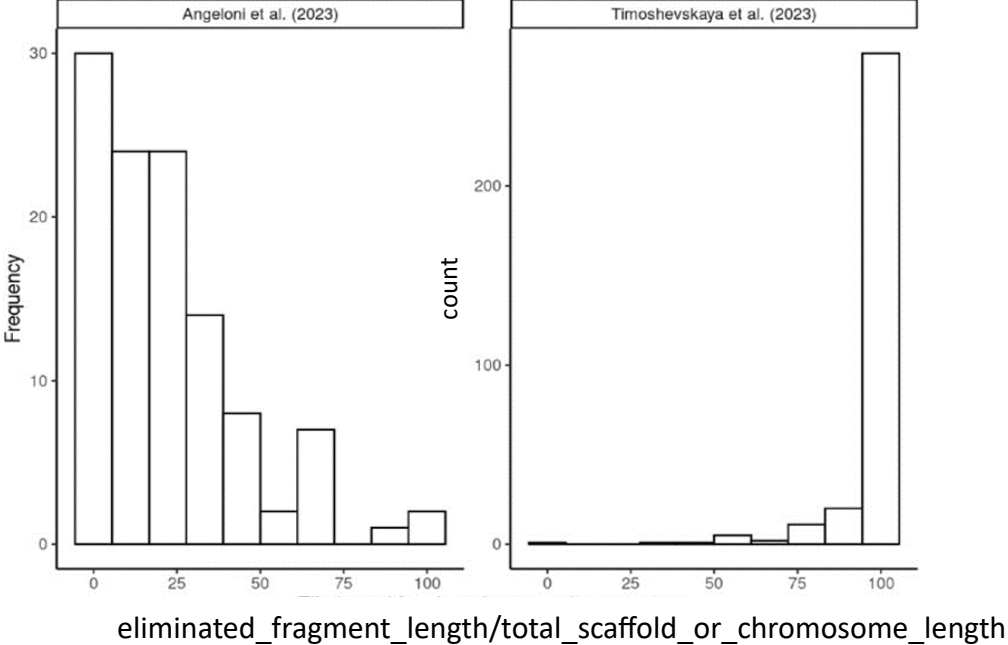 Angeloni et al. (2023)
Timoshevskaya et al. (2023)
Frequency
30
20
10
0
0 25 50 75 100
count
200
100
0
0 25 50 75 100
eliminated_fragment_length/total_scaffold_or_chromosome_length